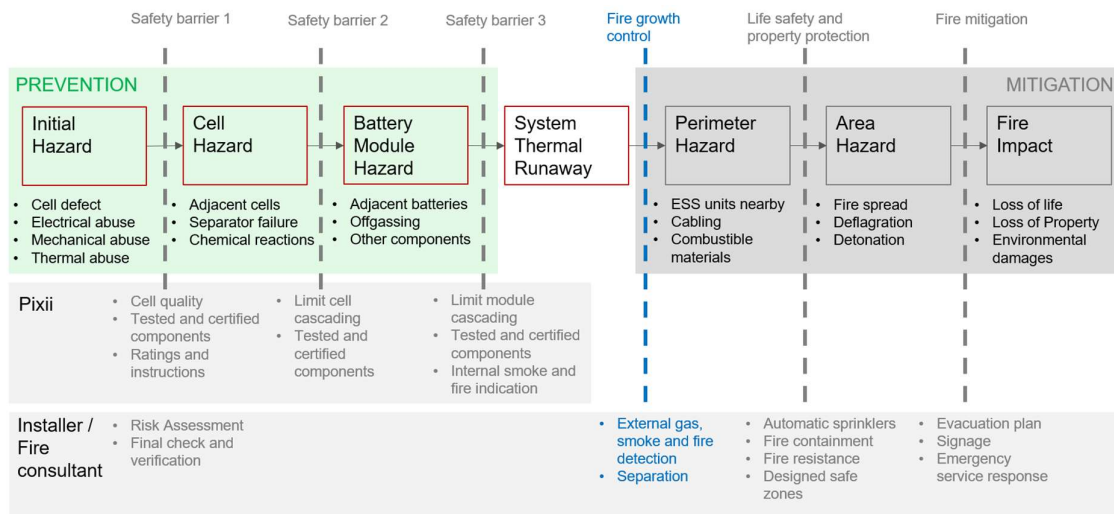 Safety barrier 1
Safety barrier 2
Safety barrier 3
Fire growth
control
Life safety and
property protection
Fire mitigation
PREVENTION
MITIGATION
Initial
Hazard
Cell
Hazard
Battery
Module
Hazard
System
Thermal
Runaway
Perimeter
Hazard
Area
Hazard
Fire
Impact
• Cell defect
• Electrical abuse
• Mechanical abuse
• Thermal abuse
• Adjacent cells
• Separator failure
• Chemical reactions
• Adjacent batteries
• Offgassing
• Other components
• ESS units nearby
• Cabling
• Combustible
materials
• Fire spread
• Deflagration
• Detonation
• Loss of life
• Loss of Property
• Environmental
damages
Pixii
• Cell quality
• Tested and certified
components
• Ratings and
instructions
• Limit cell
cascading
• Tested and
certified
components
• Limit module
cascading
• Tested and certified
components
• Internal smoke and
fire indication
Installer /
Fire
consultant
• Risk Assessment
• Final check and
verification
• External gas,
smoke and fire
detection
• Separation
• Automatic sprinklers
• Fire containment
• Fire resistance
• Designed safe
zones
• Evacuation plan
• Signage
• Emergency
service response